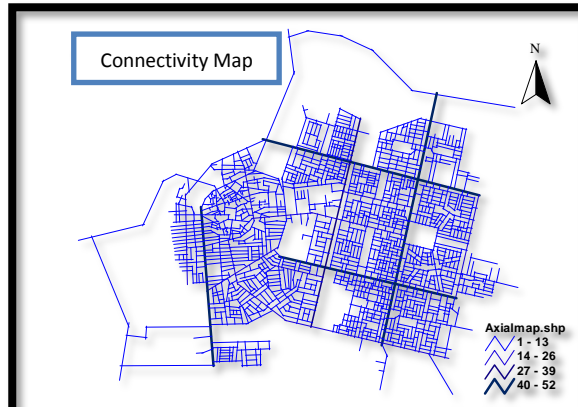 Connectivity Map
N
Axialmap.shp
1 - 13
14 - 26
27 - 39
40 - 52